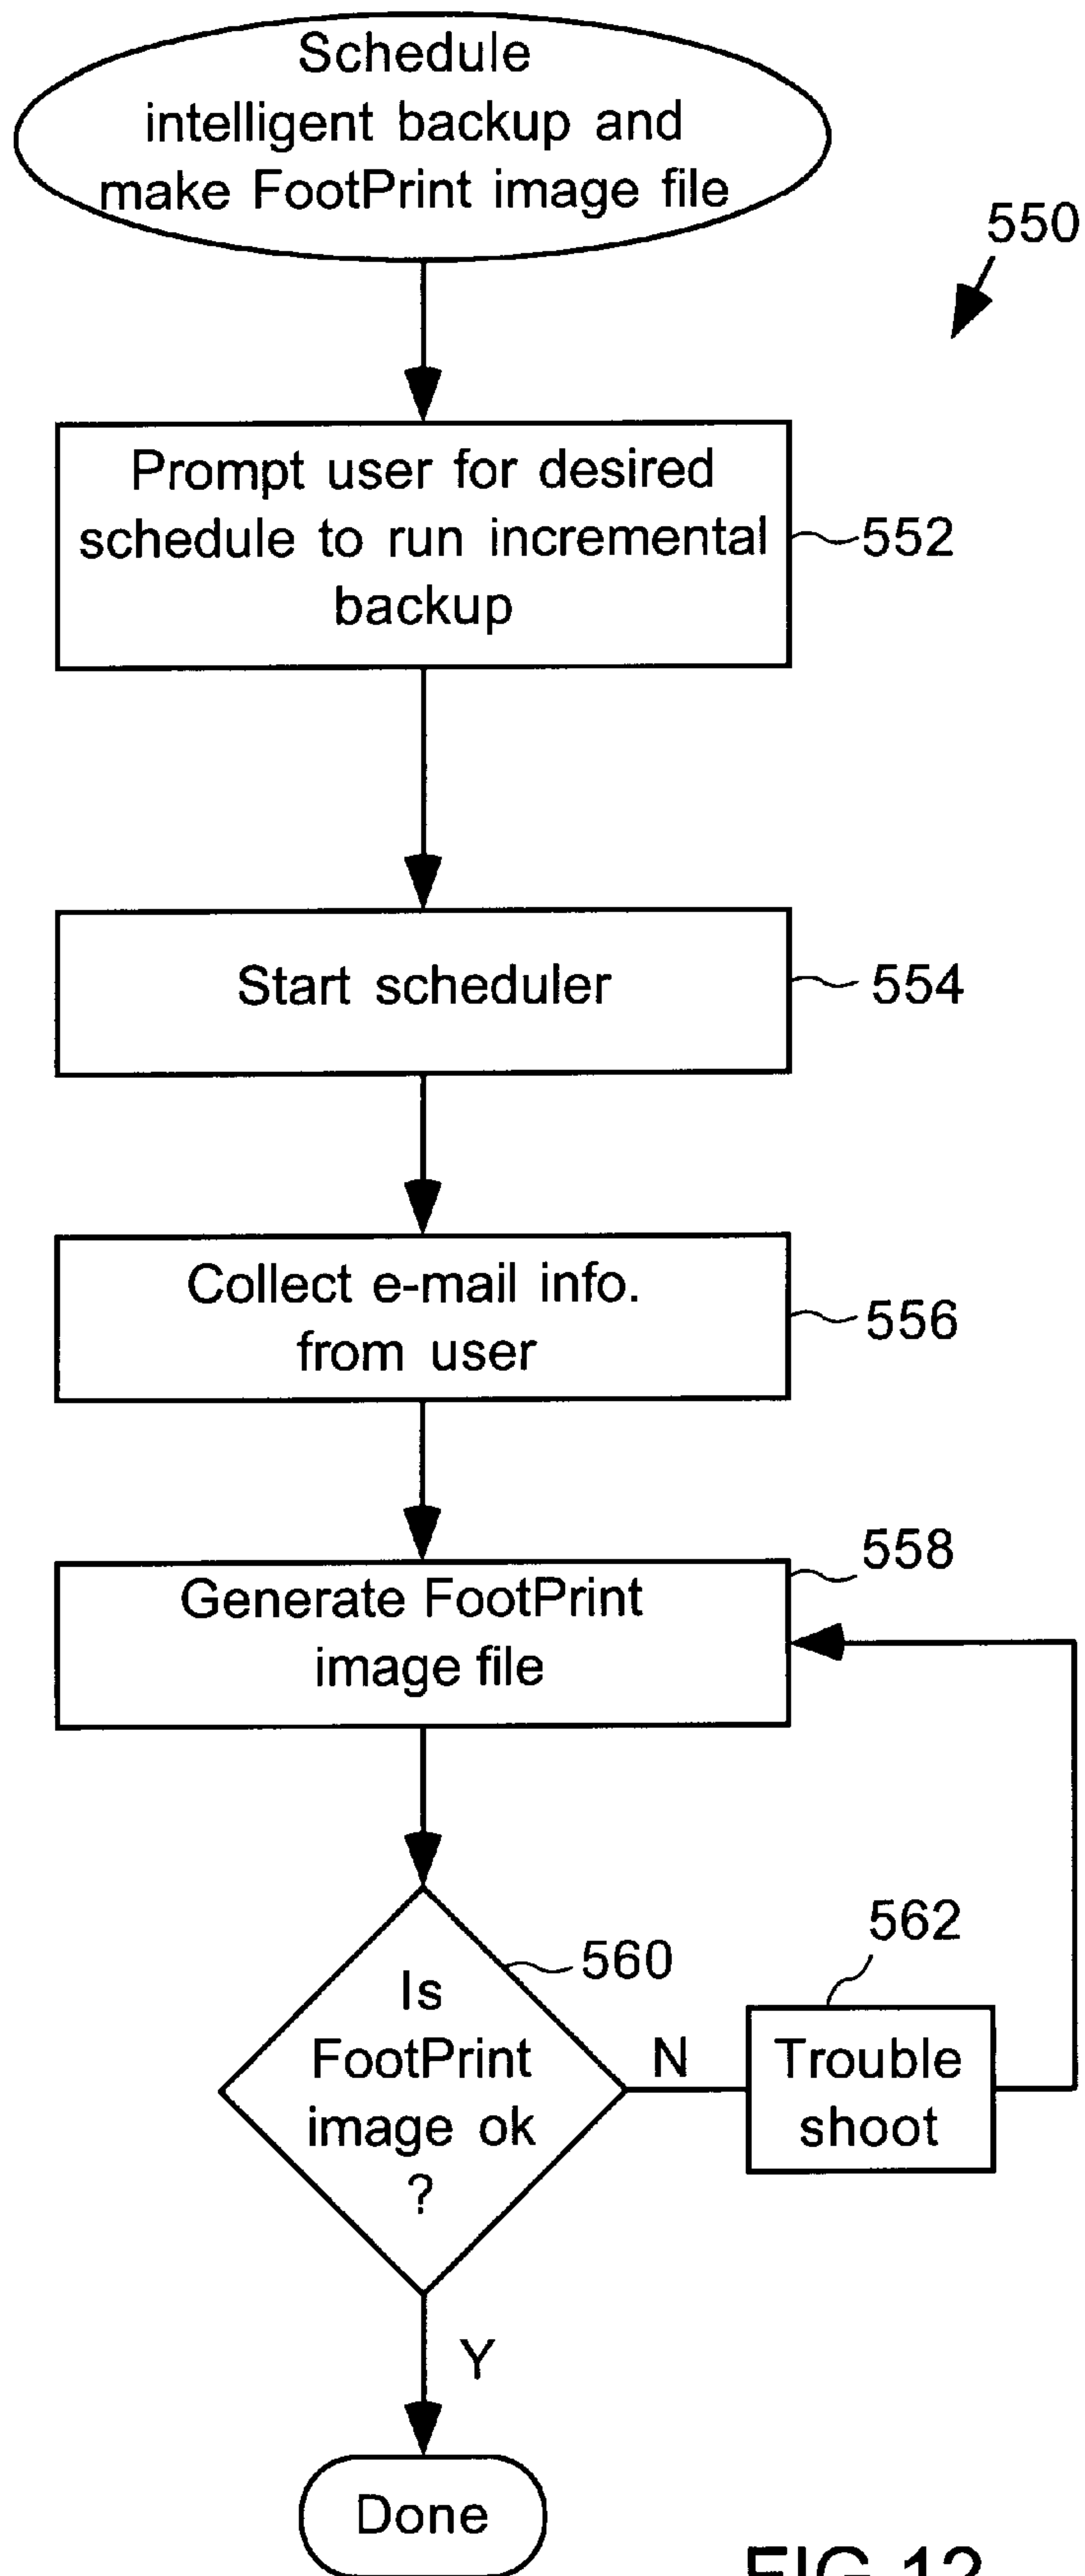 Schedule
intelligent backup and
make FootPrint image file
550
Prompt user for desired
schedule to run incremental
backup
552
Start scheduler
554
Collect e-mail info.
from user
556
558
Generate FootPrint
image file
560
Is
FootPrint
image ok
?
N
562
Trouble
shoot
Y
Done
FIG.12